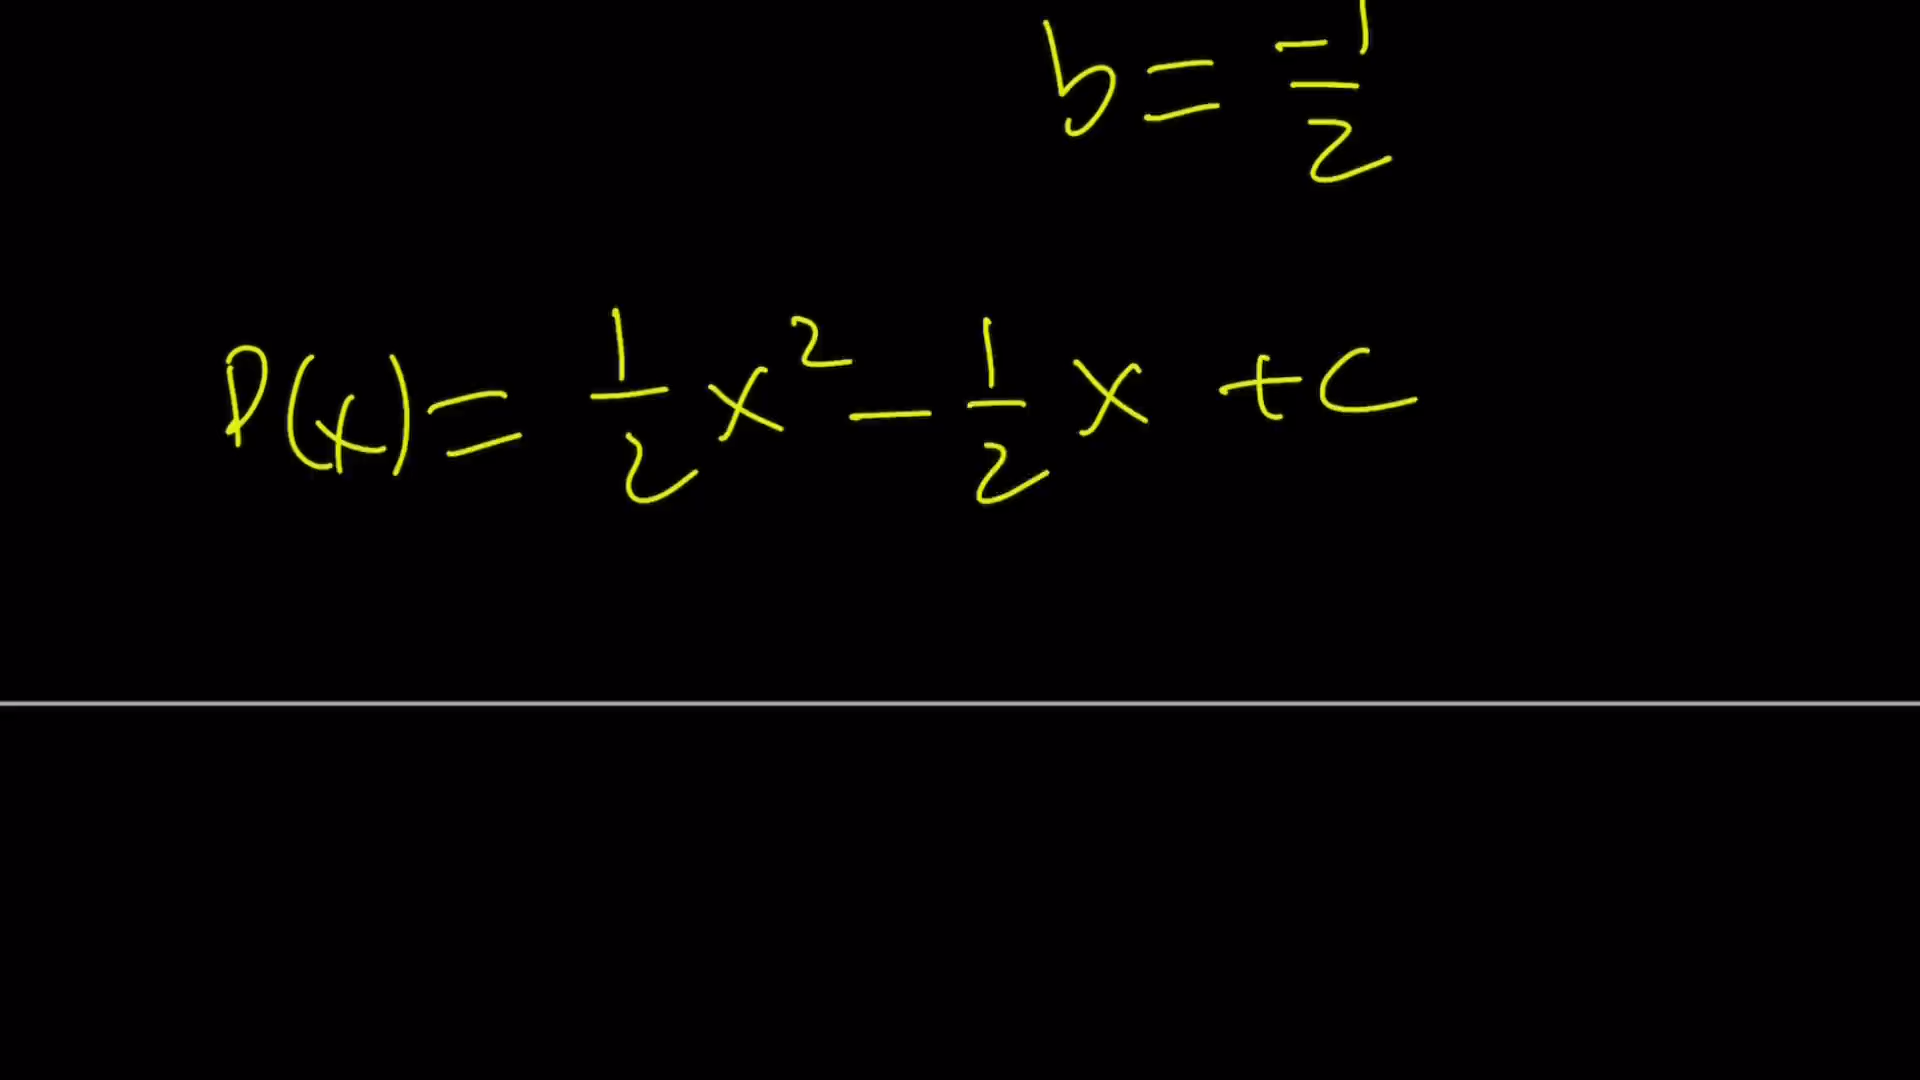 b = -1/2
P(x) = 1/2 x² - 1/2 x + C